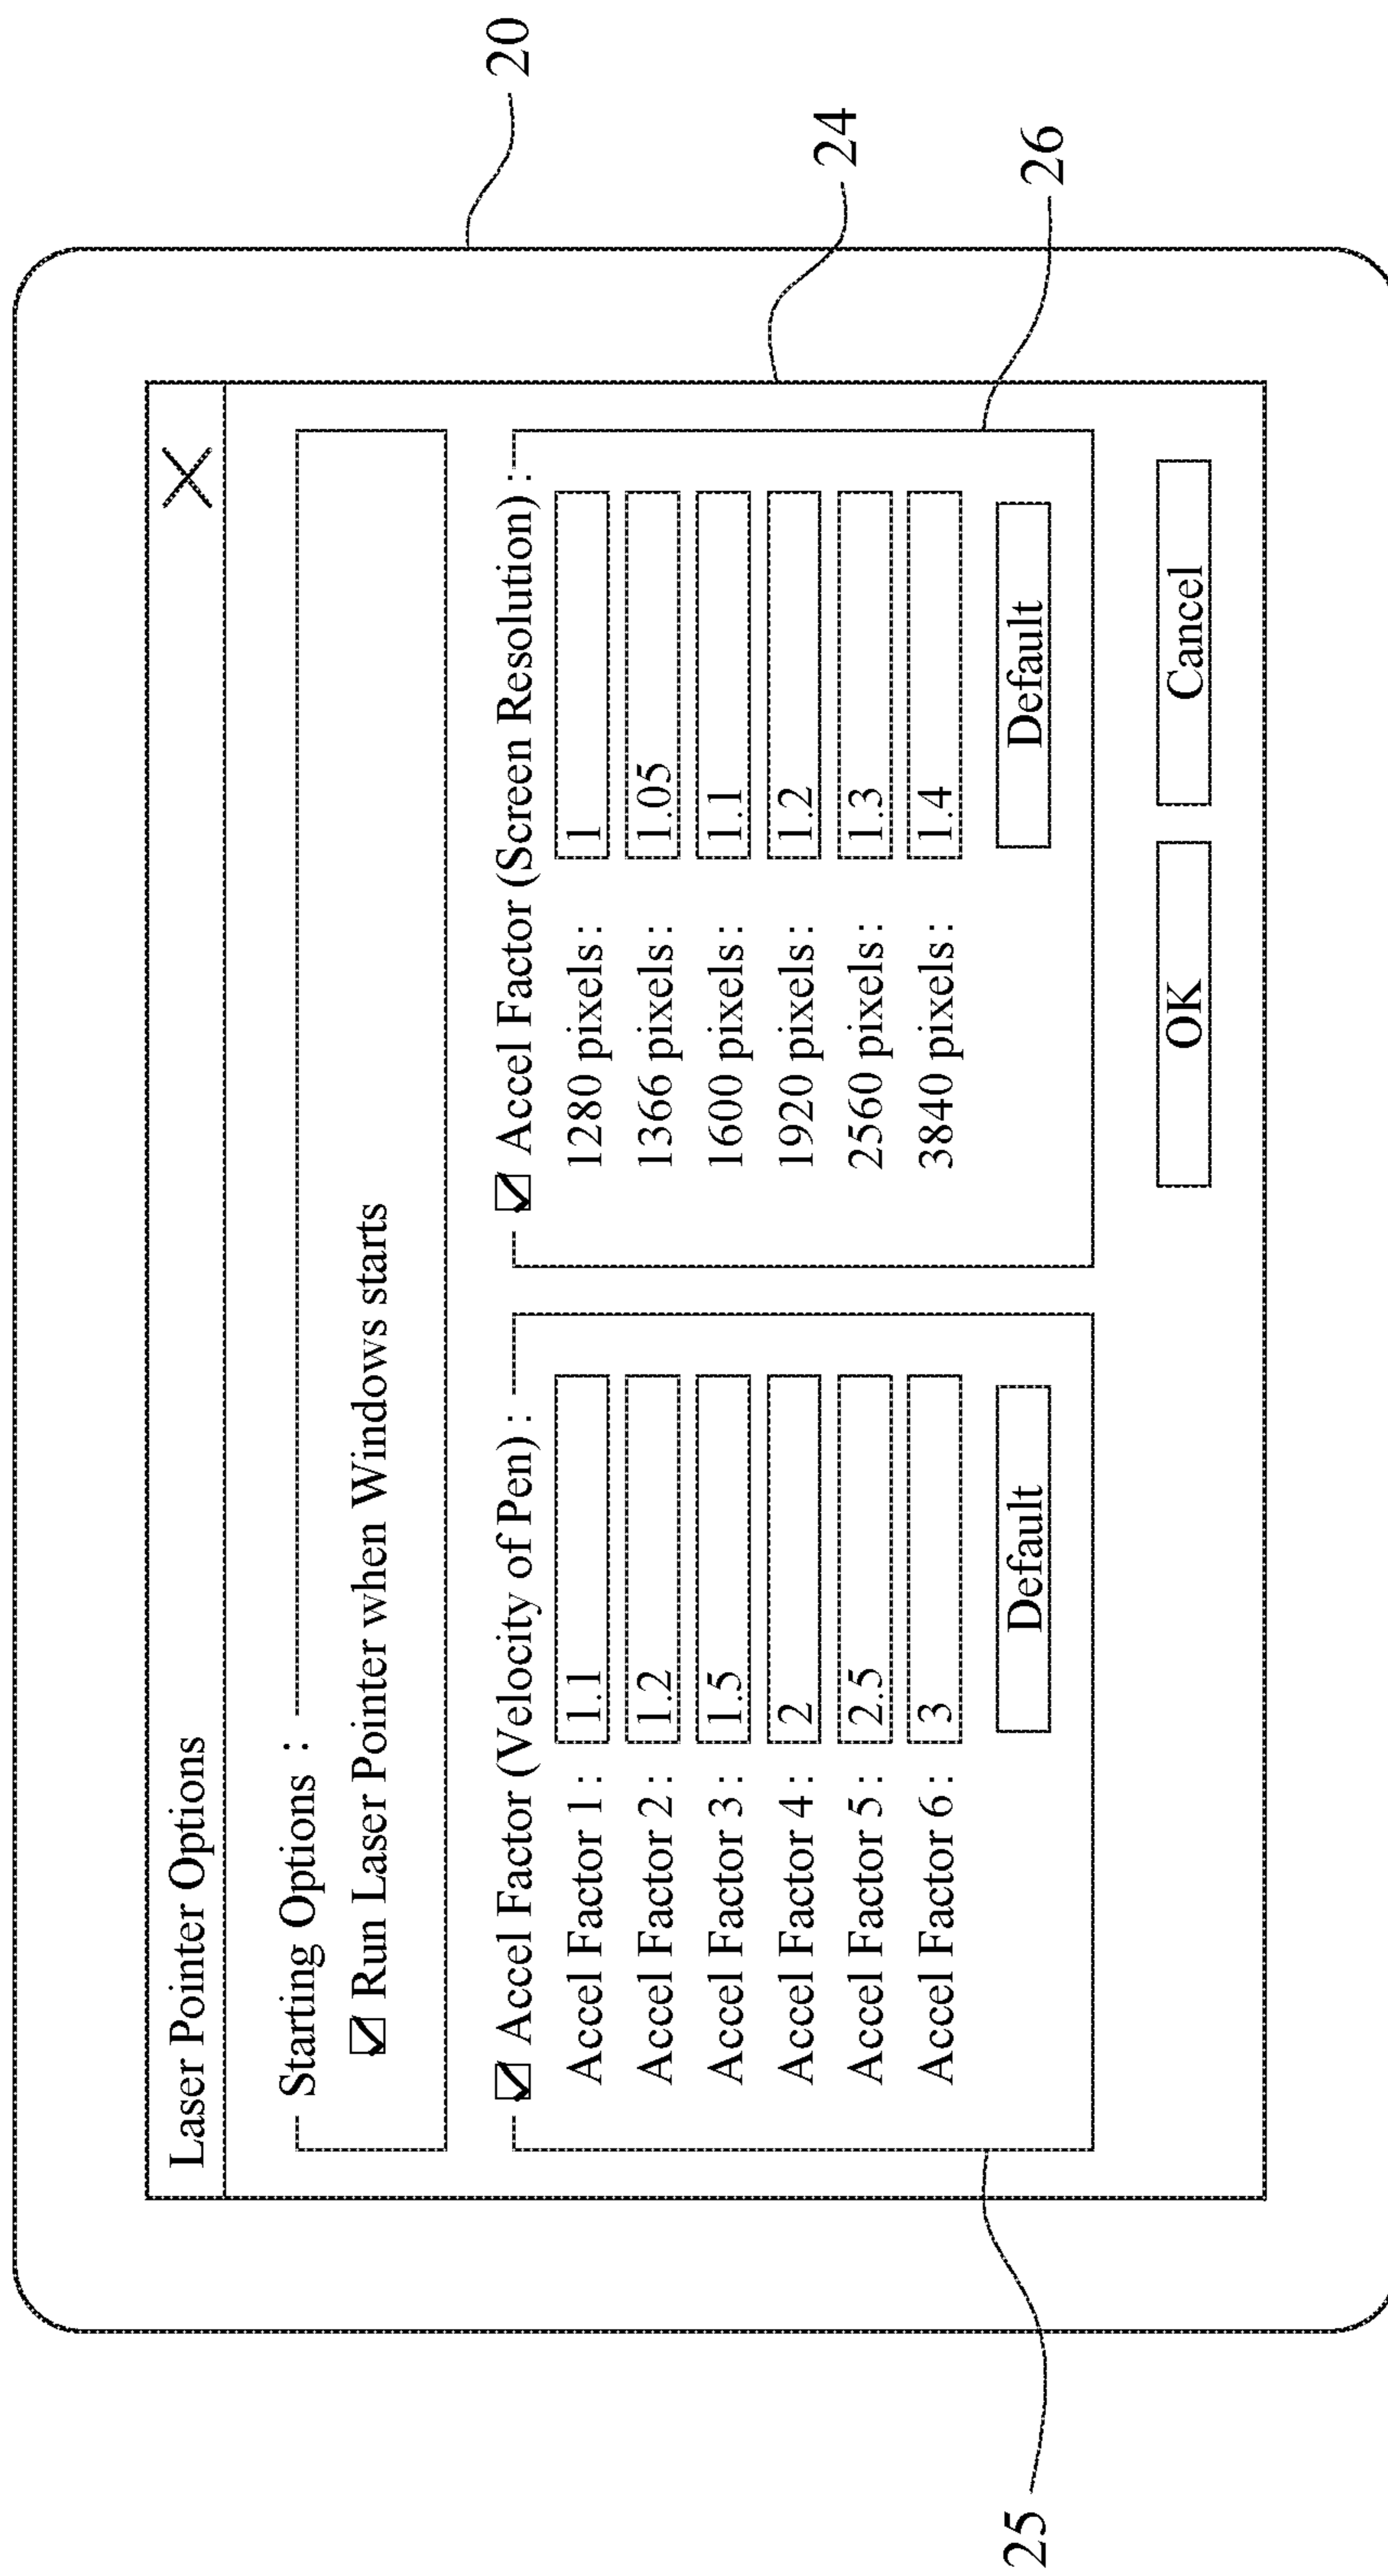 20
24
Laser Pointer Options
Starting Options :
Run Laser Pointer when Windows starts
Accel Factor (Velocity of Pen) :
Accel Factor 1 : 1.1
Accel Factor 2 : 1.2
Accel Factor 3 : 1.5
Accel Factor 4 : 2
Accel Factor 5 : 2.5
Accel Factor 6 : 3
Default
Accel Factor (Screen Resolution) :
1280 pixels : 1
1366 pixels : 1.05
1600 pixels : 1.1
1920 pixels : 1.2
2560 pixels : 1.3
3840 pixels : 1.4
Default
OK
Cancel
25
26